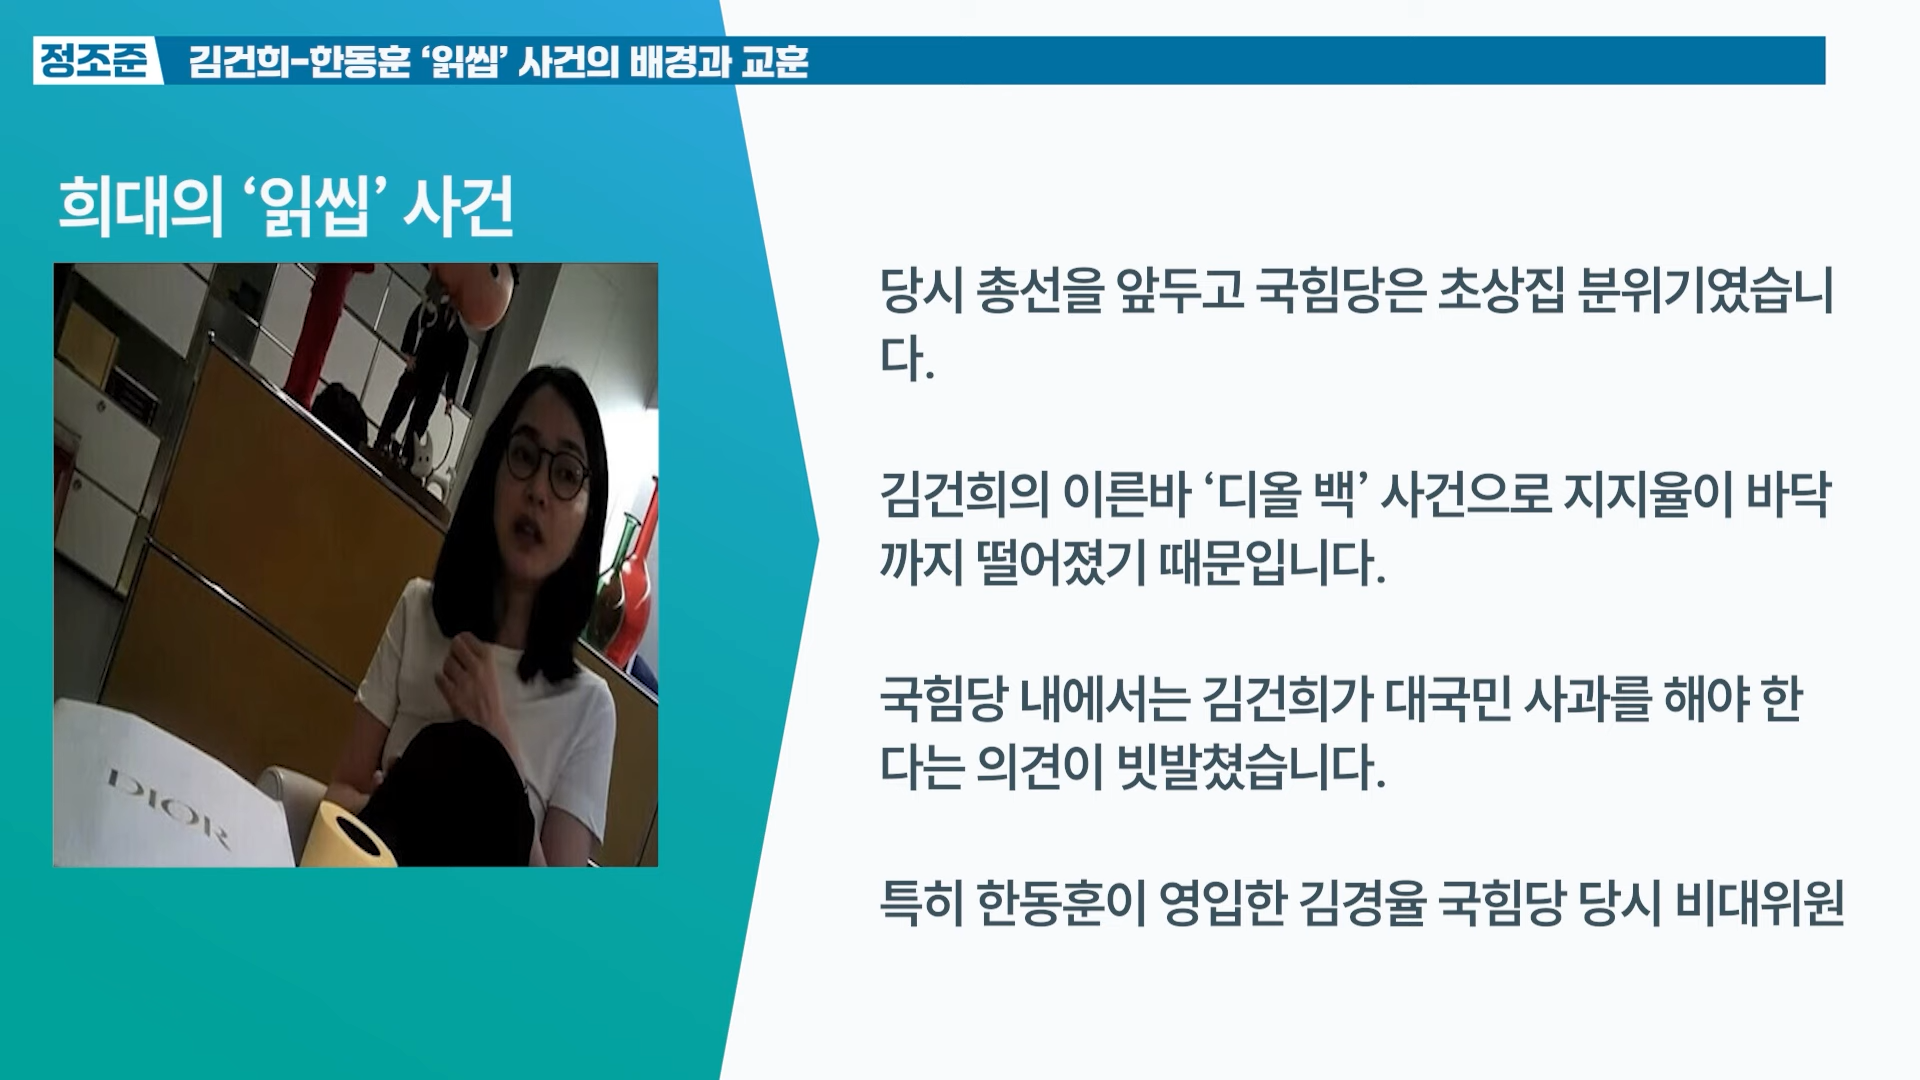 정조준
김건희-한동훈 ‘읽씹’ 사건의 배경과 교훈
희대의 ‘읽씹’ 사건
DIOR
당시 총선을 앞두고 국힘당은 초상집 분위기였습니
다.
김건희의 이른바 ‘디올 백’ 사건으로 지지율이 바닥
까지 떨어졌기 때문입니다.
국힘당 내에서는 김건희가 대국민 사과를 해야 한
다는 의견이 빗발쳤습니다.
특히 한동훈이 영입한 김경율 국힘당 당시 비대위원